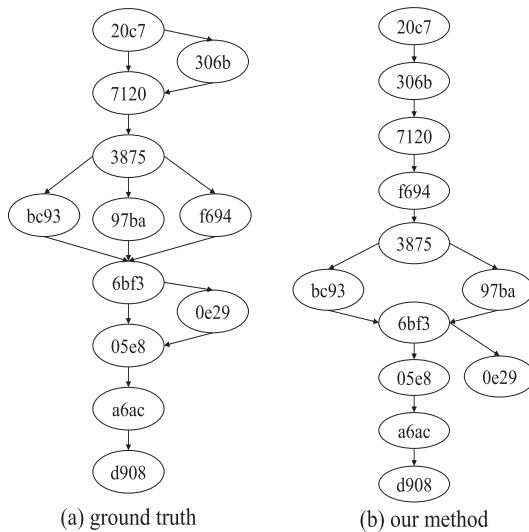 20c7
306b
7120
3875
bc93
97ba
f694
6bf3
0e29
05e8
a6ac
d908
(a) ground truth
20c7
306b
7120
f694
3875
bc93
97ba
6bf3
05e8
0e29
a6ac
d908
(b) our method